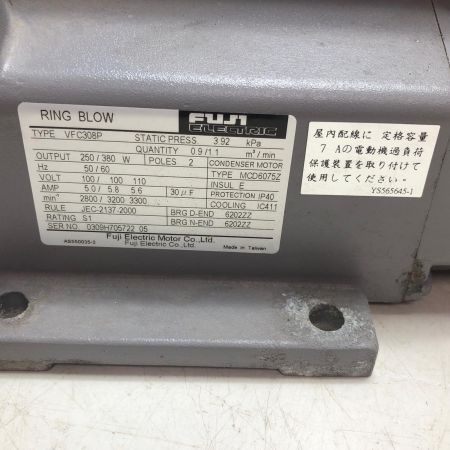 RING BLOW
FUJI ELECTRIC
TYPE VFC308P STATIC PRESS 3.92 kPa
QUANTITY 0.9/1.1 m³/min
OUTPUT 250/380 W POLES 2 CONDENSER MOTOR
Hz 50/60 TYPE MCD6075Z
VOLT 100/ 100 110 INSUL E
AMP 5.0/ 5.8 5.6 30μF PROTECTION IP40
min⁻¹ 2800/ 3200 3300 COOLING IC411
RULE JEC-2137-2000 BRG D-END 6202ZZ
RATING S1 BRG N-END 6202ZZ
SER NO 0309H705722 05
Fuji Electric Motor Co.,Ltd.
Fuji Electric Co.,Ltd.
AS550035-2 Made in Taiwan
屋内配線に 定格容量
7 Aの電動機過負荷
保護装置を取り付けて
使用してください。
YS565645-1